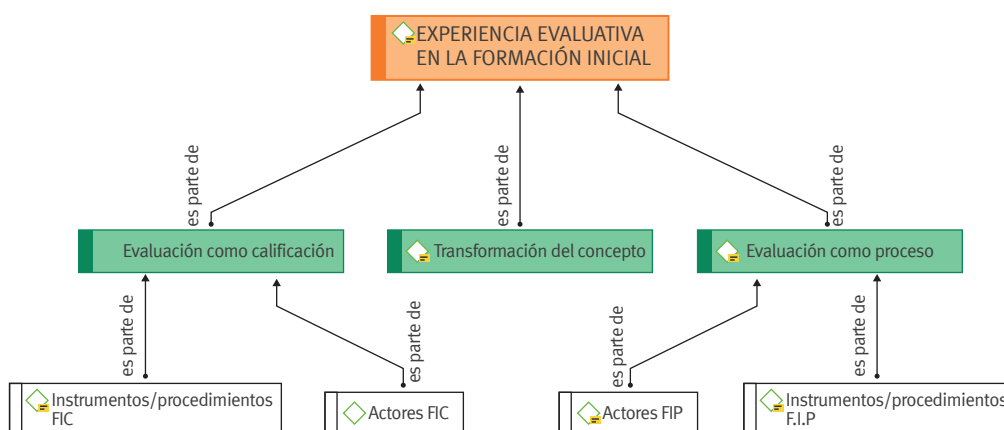 EXPERIENCIA EVALUATIVA
EN LA FORMACIÓN INICIAL
es parte de
es parte de
es parte de
Evaluación como calificación
Transformación del concepto
Evaluación como proceso
es parte de
es parte de
es parte de
es parte de
Instrumentos/procedimientos
FIC
Actores FIC
Actores FIP
Instrumentos/procedimientos
F.I.P